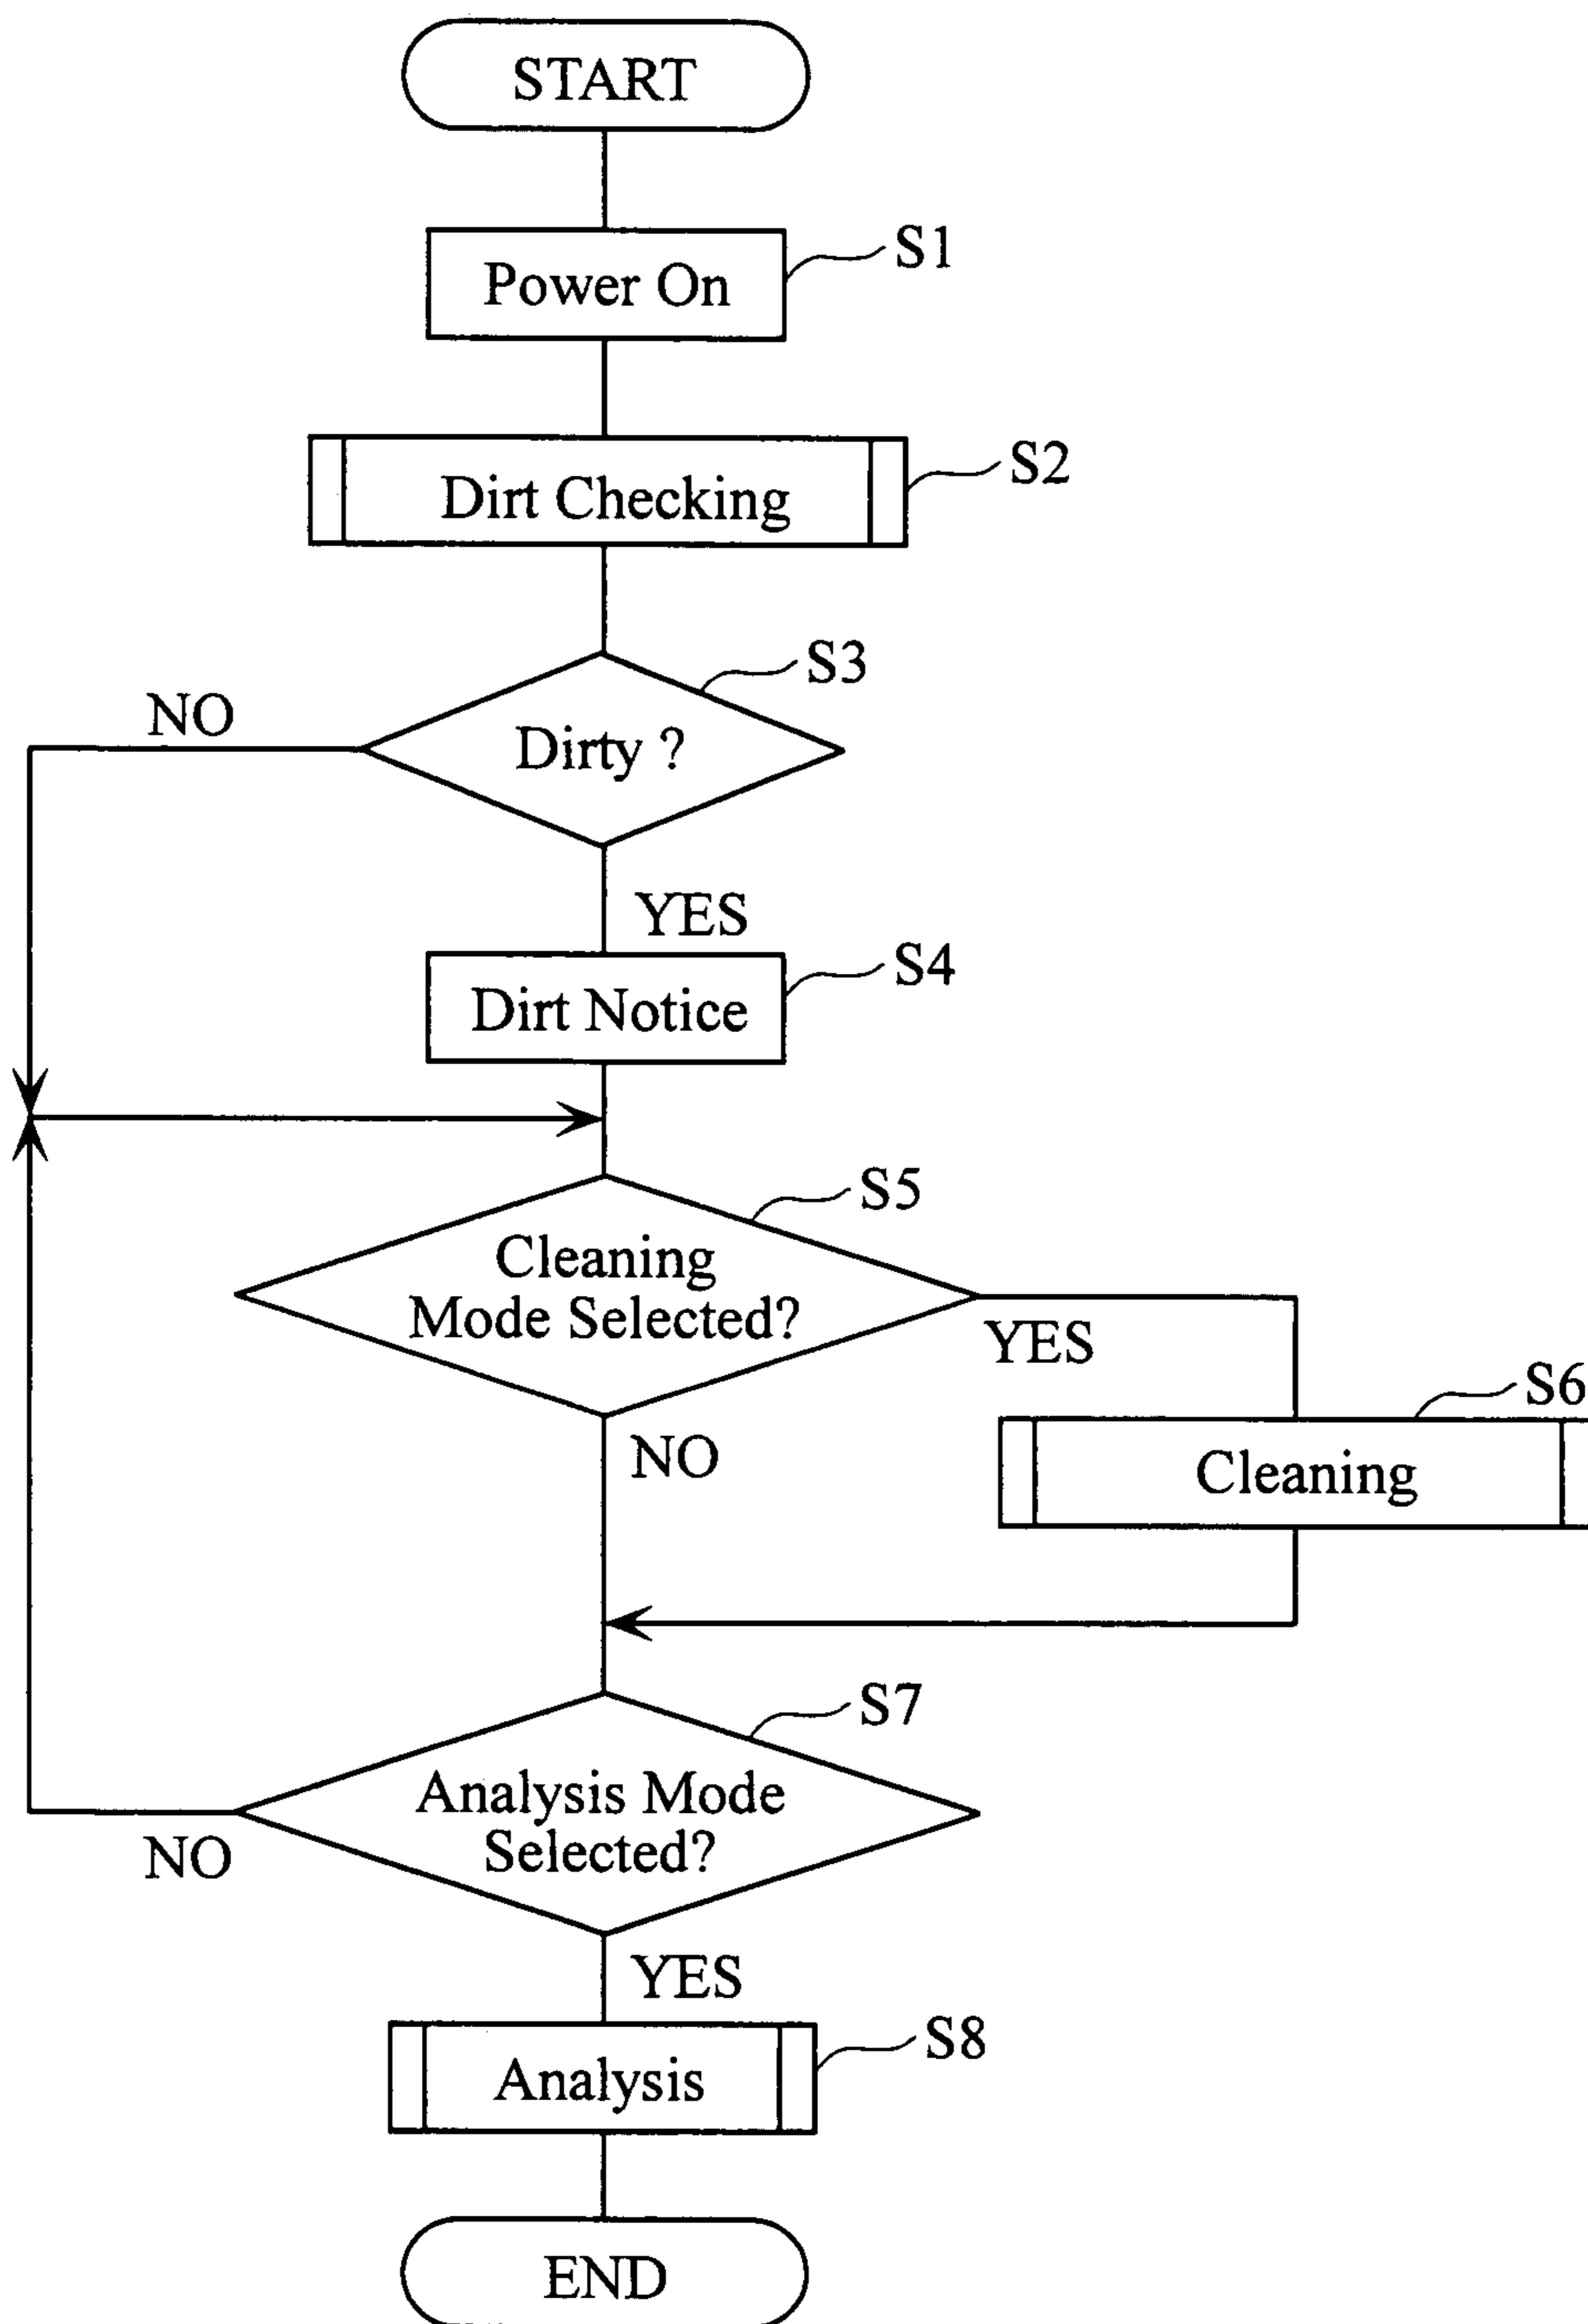 START
Power On
S1
Dirt Checking
S2
S3
NO
Dirty ?
YES
S4
Dirt Notice
S5
Cleaning
Mode Selected?
YES
S6
NO
Cleaning
S7
Analysis Mode
Selected?
NO
YES
S8
Analysis
END